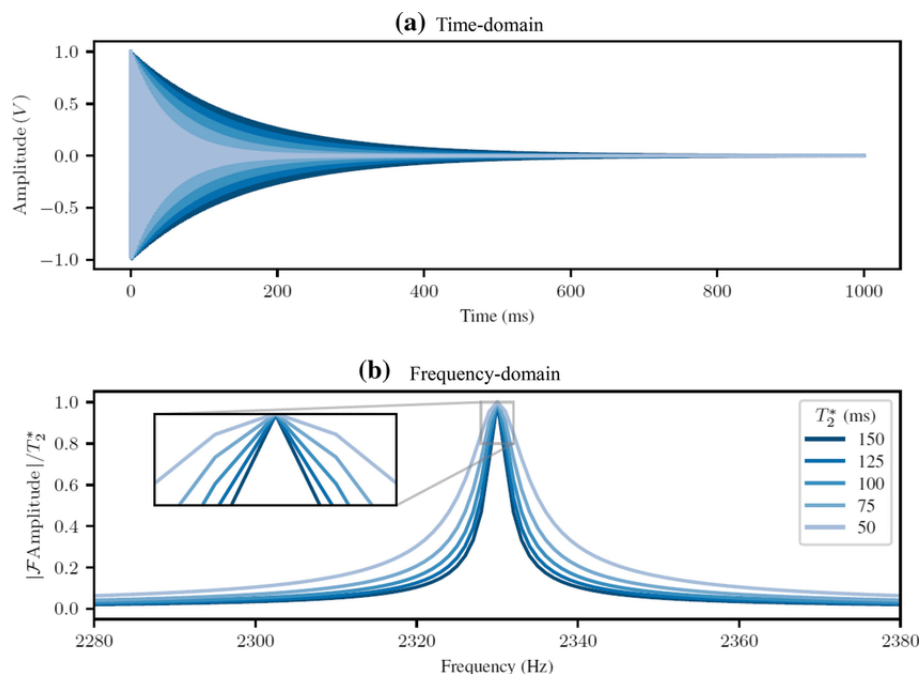 (a) Time-domain
1.0
0.5
0.0
−0.5
−1.0
Amplitude (V)
0 200 400 600 800 1000
Time (ms)
(b) Frequency-domain
1.0
0.8
0.6
0.4
0.2
0.0
|ℱAmplitude|/T₂*
T₂* (ms)
150
125
100
75
50
2280 2300 2320 2340 2360 2380
Frequency (Hz)